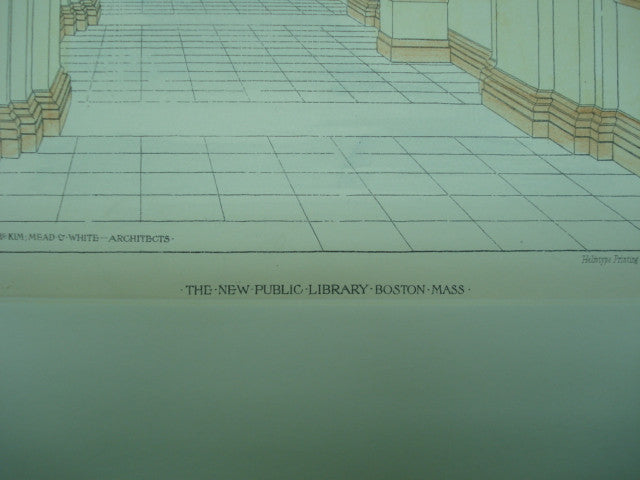 KIM, MEAD & WHITE - ARCHITECTS ·
Heliotype Printing
· THE · NEW · PUBLIC · LIBRARY · BOSTON · MASS ·